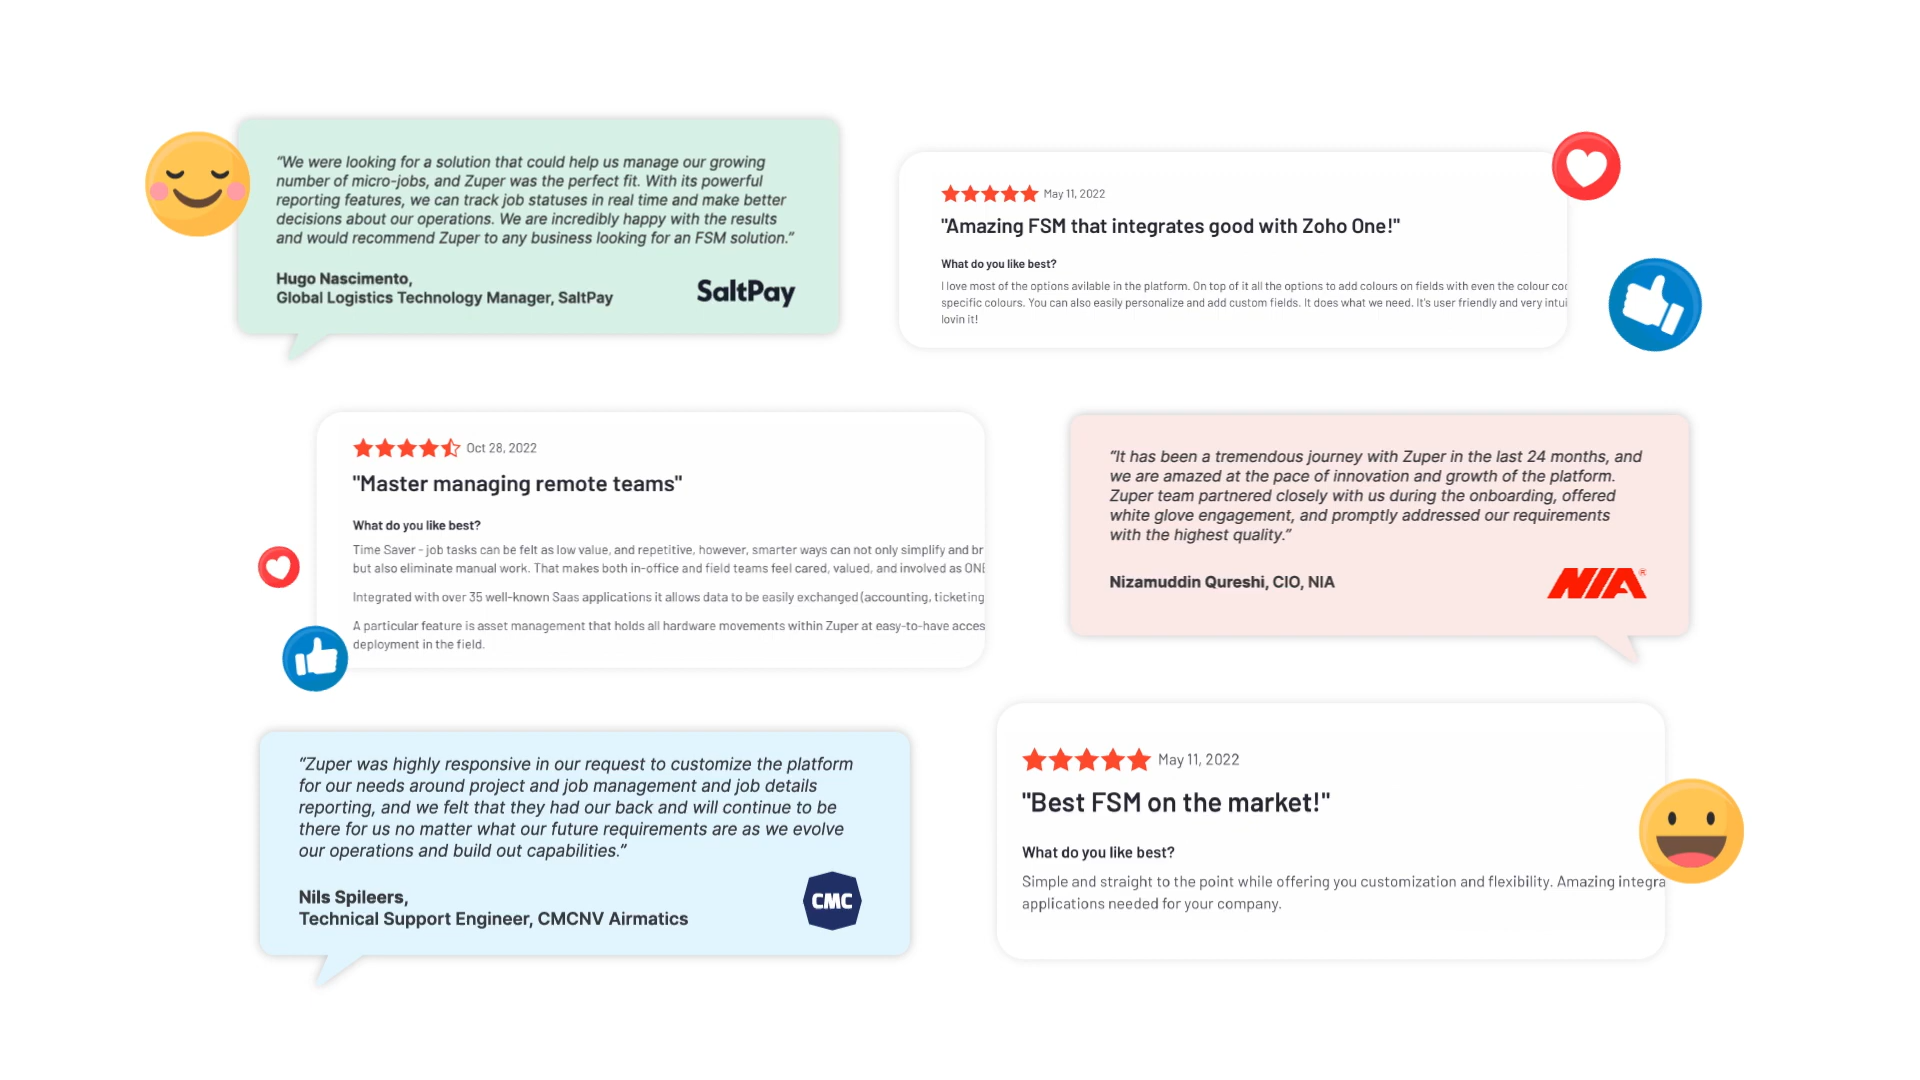 “We were looking for a solution that could help us manage our growing
number of micro-jobs, and Zuper was the perfect fit. With its powerful
reporting features, we can track job statuses in real time and make better
decisions about our operations. We are incredibly happy with the results
and would recommend Zuper to any business looking for an FSM solution.”
Hugo Nascimento,
Global Logistics Technology Manager, SaltPay
SaltPay
May 11, 2022
"Amazing FSM that integrates good with Zoho One!"
What do you like best?
I love most of the options avilable in the platform. On top of it all the options to add colours on fields with even the colour
specific colours. You can also easily personalize and add custom fields. It does what we need. It's user friendly and very
lovin it!
Oct 28, 2022
"Master managing remote teams"
What do you like best?
Time Saver - job tasks can be felt as low value, and repetitive, however, smarter ways can not only simplify and
but also eliminate manual work. That makes both in-office and field teams feel cared, valued, and involved as
Integrated with over 35 well-known Saas applications it allows data to be easily exchanged (accounting, ticketing
A particular feature is asset management that holds all hardware movements within Zuper at easy-to-have
deployment in the field.
“It has been a tremendous journey with Zuper in the last 24 months, and
we are amazed at the pace of innovation and growth of the platform.
Zuper team partnered closely with us during the onboarding, offered
white glove engagement, and promptly addressed our requirements
with the highest quality.”
Nizamuddin Qureshi, CIO, NIA
NIA®
“Zuper was highly responsive in our request to customize the platform
for our needs around project and job management and job details
reporting, and we felt that they had our back and will continue to be
there for us no matter what our future requirements are as we evolve
our operations and build out capabilities.”
Nils Spileers,
Technical Support Engineer, CMCNV Airmatics
CMC
May 11, 2022
"Best FSM on the market!"
What do you like best?
Simple and straight to the point while offering you customization and flexibility. Amazing
applications needed for your company.